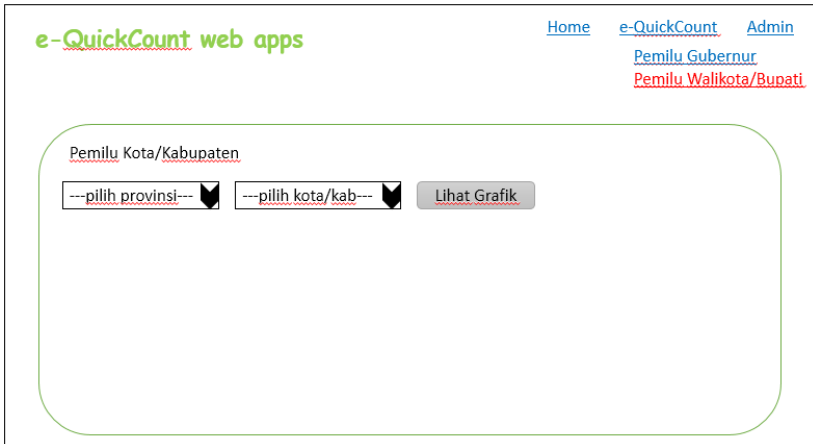 e-QuickCount web apps
Home e-QuickCount Admin
Pemilu Gubernur
Pemilu Walikota/Bupati
Pemilu Kota/Kabupaten
---pilih provinsi--- ---pilih kota/kab--- Lihat Grafik